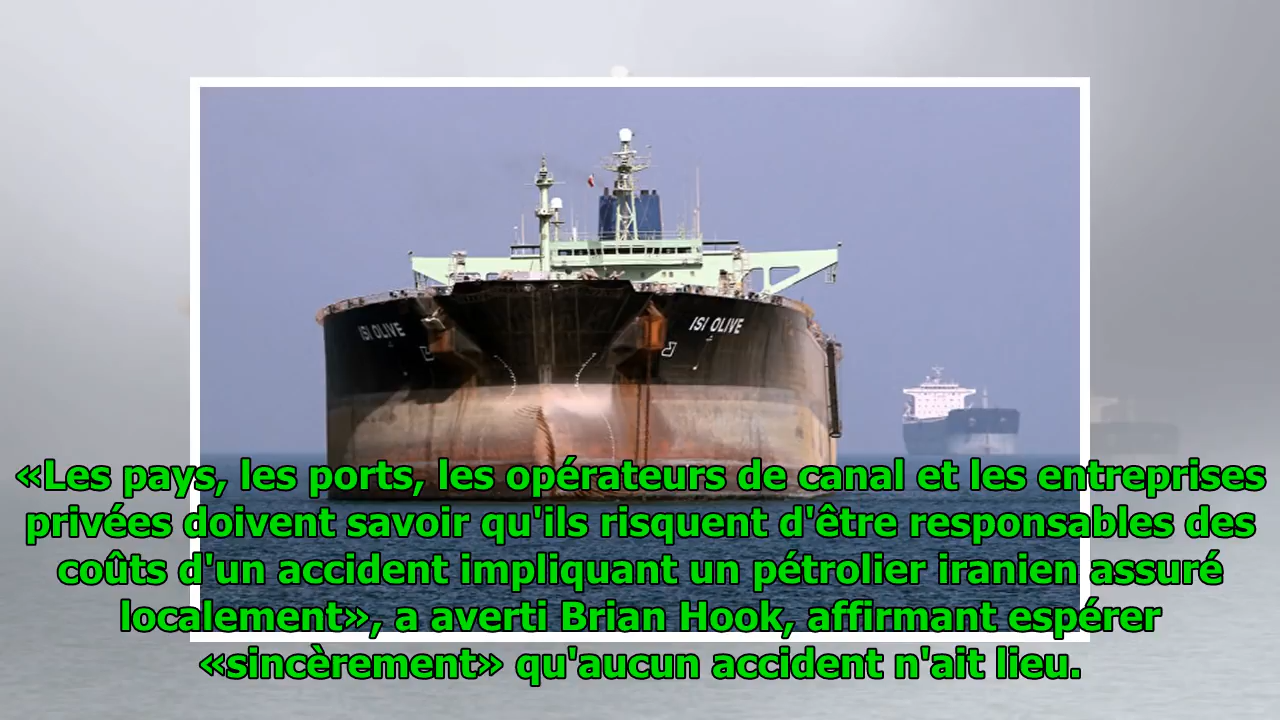 ISI OLIVE
ISI OLIVE
«Les pays, les ports, les opérateurs de canal et les entreprises
privées doivent savoir qu'ils risquent d'être responsables des
coûts d'un accident impliquant un pétrolier iranien assuré
localement», a averti Brian Hook, affirmant espérer
«sincèrement» qu'aucun accident n'ait lieu.